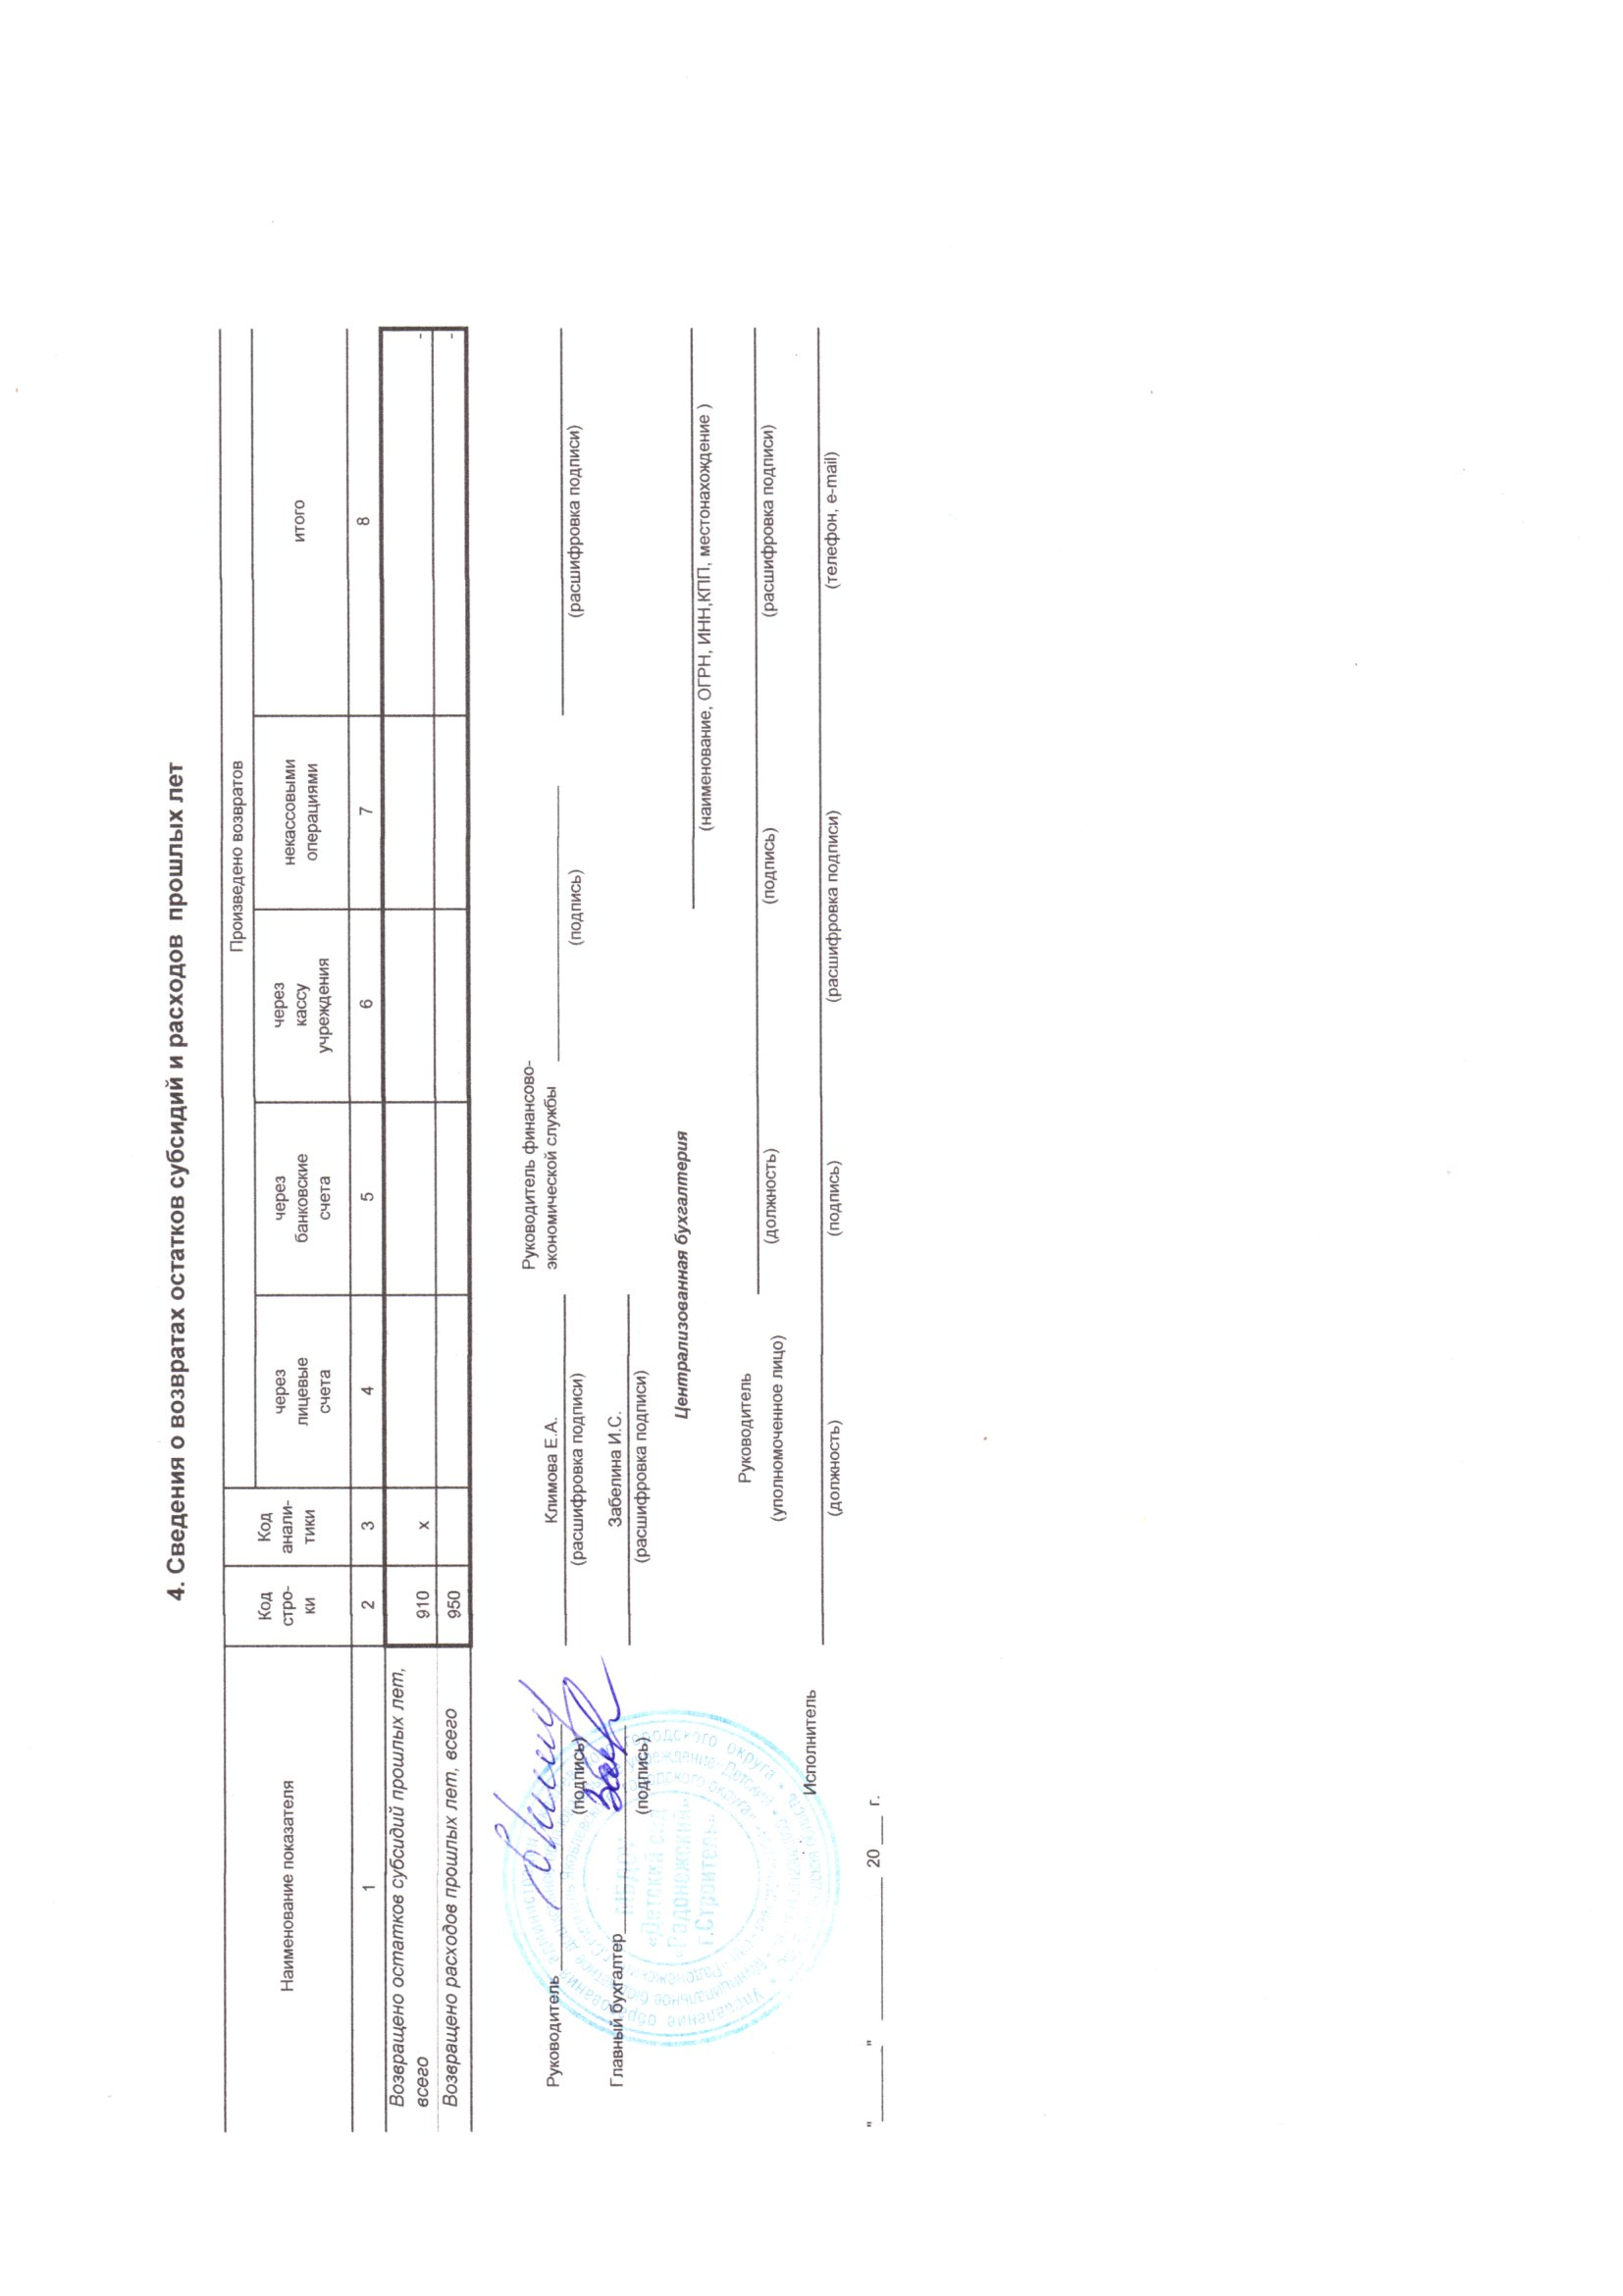 4. Сведения о возвратах остатков субсидий и расходов прошлых лет
Наименование показателя
Код
стро-
ки
Код
анали-
тики
Произведено возвратов
через
лицевые
счета
через
банковские
счета
через
кассу
учреждения
некассовыми
операциями
итого
1 2 3 4 5 6 7 8
Возвращено остатков субсидий прошлых лет,
всего 910 х -
Возвращено расходов прошлых лет, всего 950 -
Руководитель Климова Е.А.
(подпись) (расшифровка подписи)
Руководитель финансово-
экономической службы
(подпись) (расшифровка подписи)
Главный бухгалтер Забелина И.С.
(подпись) (расшифровка подписи)
Централизованная бухгалтерия
(наименование, ОГРН, ИНН,КПП, местонахождение )
Руководитель
(уполномоченное лицо) (должность) (подпись) (расшифровка подписи)
Исполнитель
(должность) (подпись) (расшифровка подписи) (телефон, e-mail)
" " 20 г.
«Детский сад
«Радонежский»
г.Строитель»